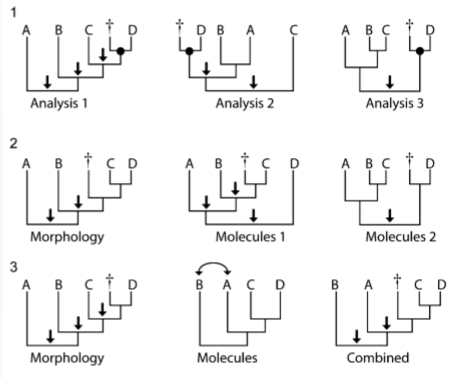 1
A B C † D † D B A C A B C † D
Analysis 1 Analysis 2 Analysis 3
2
A B † C D A B † C D A B C † D
Morphology Molecules 1 Molecules 2
3
A B C † D B A C D B A † C D
Morphology Molecules Combined